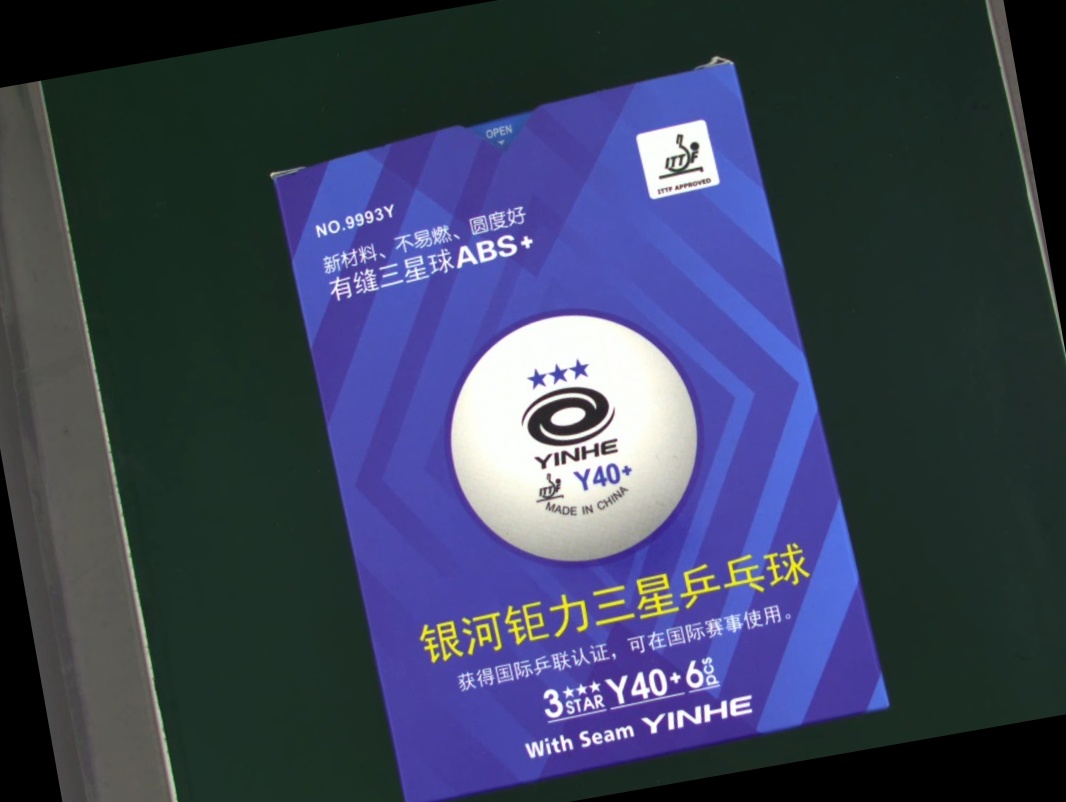 OPEN
ITTF
ITTF APPROVED
NO.9993Y
新材料、不易燃、圆度好
有缝三星球ABS+
YINHE
ITTF Y40+
MADE IN CHINA
银河钜力三星乒乓球
获得国际乒联认证，可在国际赛事使用。
3 STAR Y40+ 6 PCS
With Seam YINHE